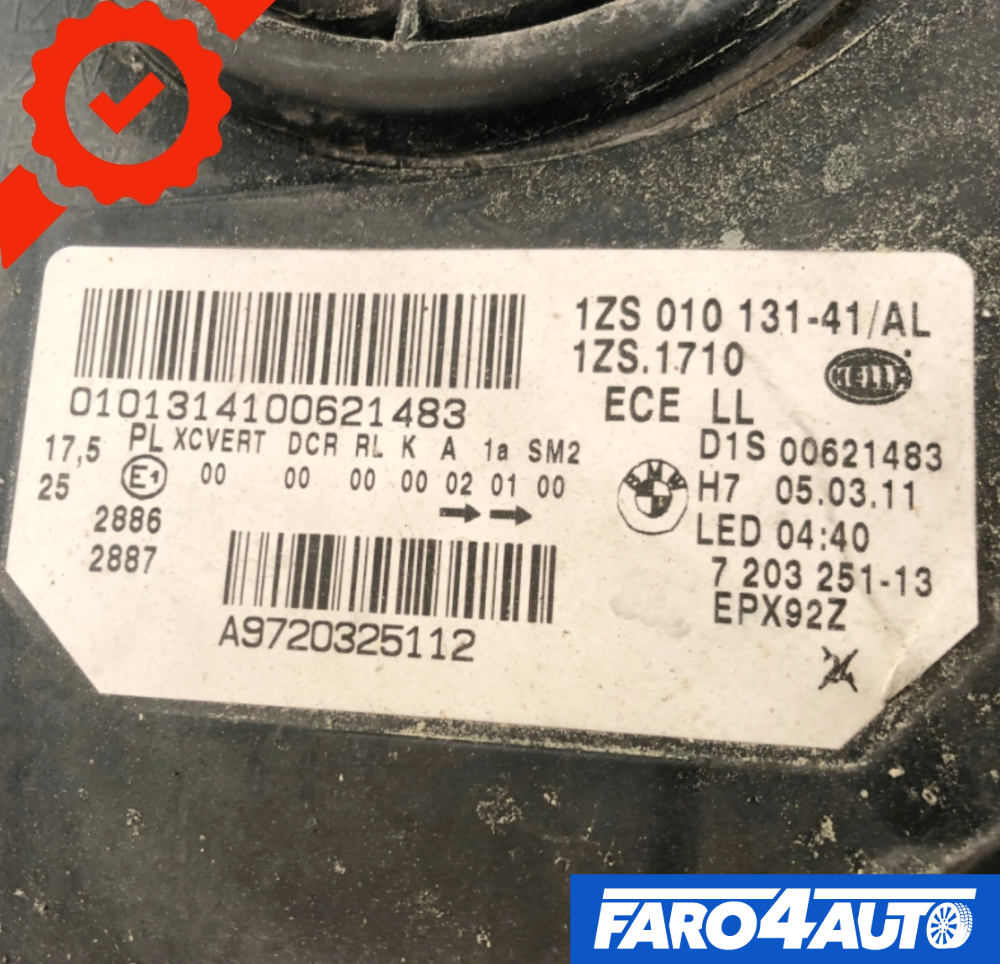 1ZS 010 131-41/AL
1ZS.1710
HELLA
ECE LL
0101314100621483
17,5 PL XCVERT DCR RL K A 1a SM2
25 E1 00 00 00 00 02 01 00
2886
2887
BMW
D1S 00621483
H7 05.03.11
LED 04:40
7 203 251-13
EPX92Z
A9720325112
FARO4AUTO